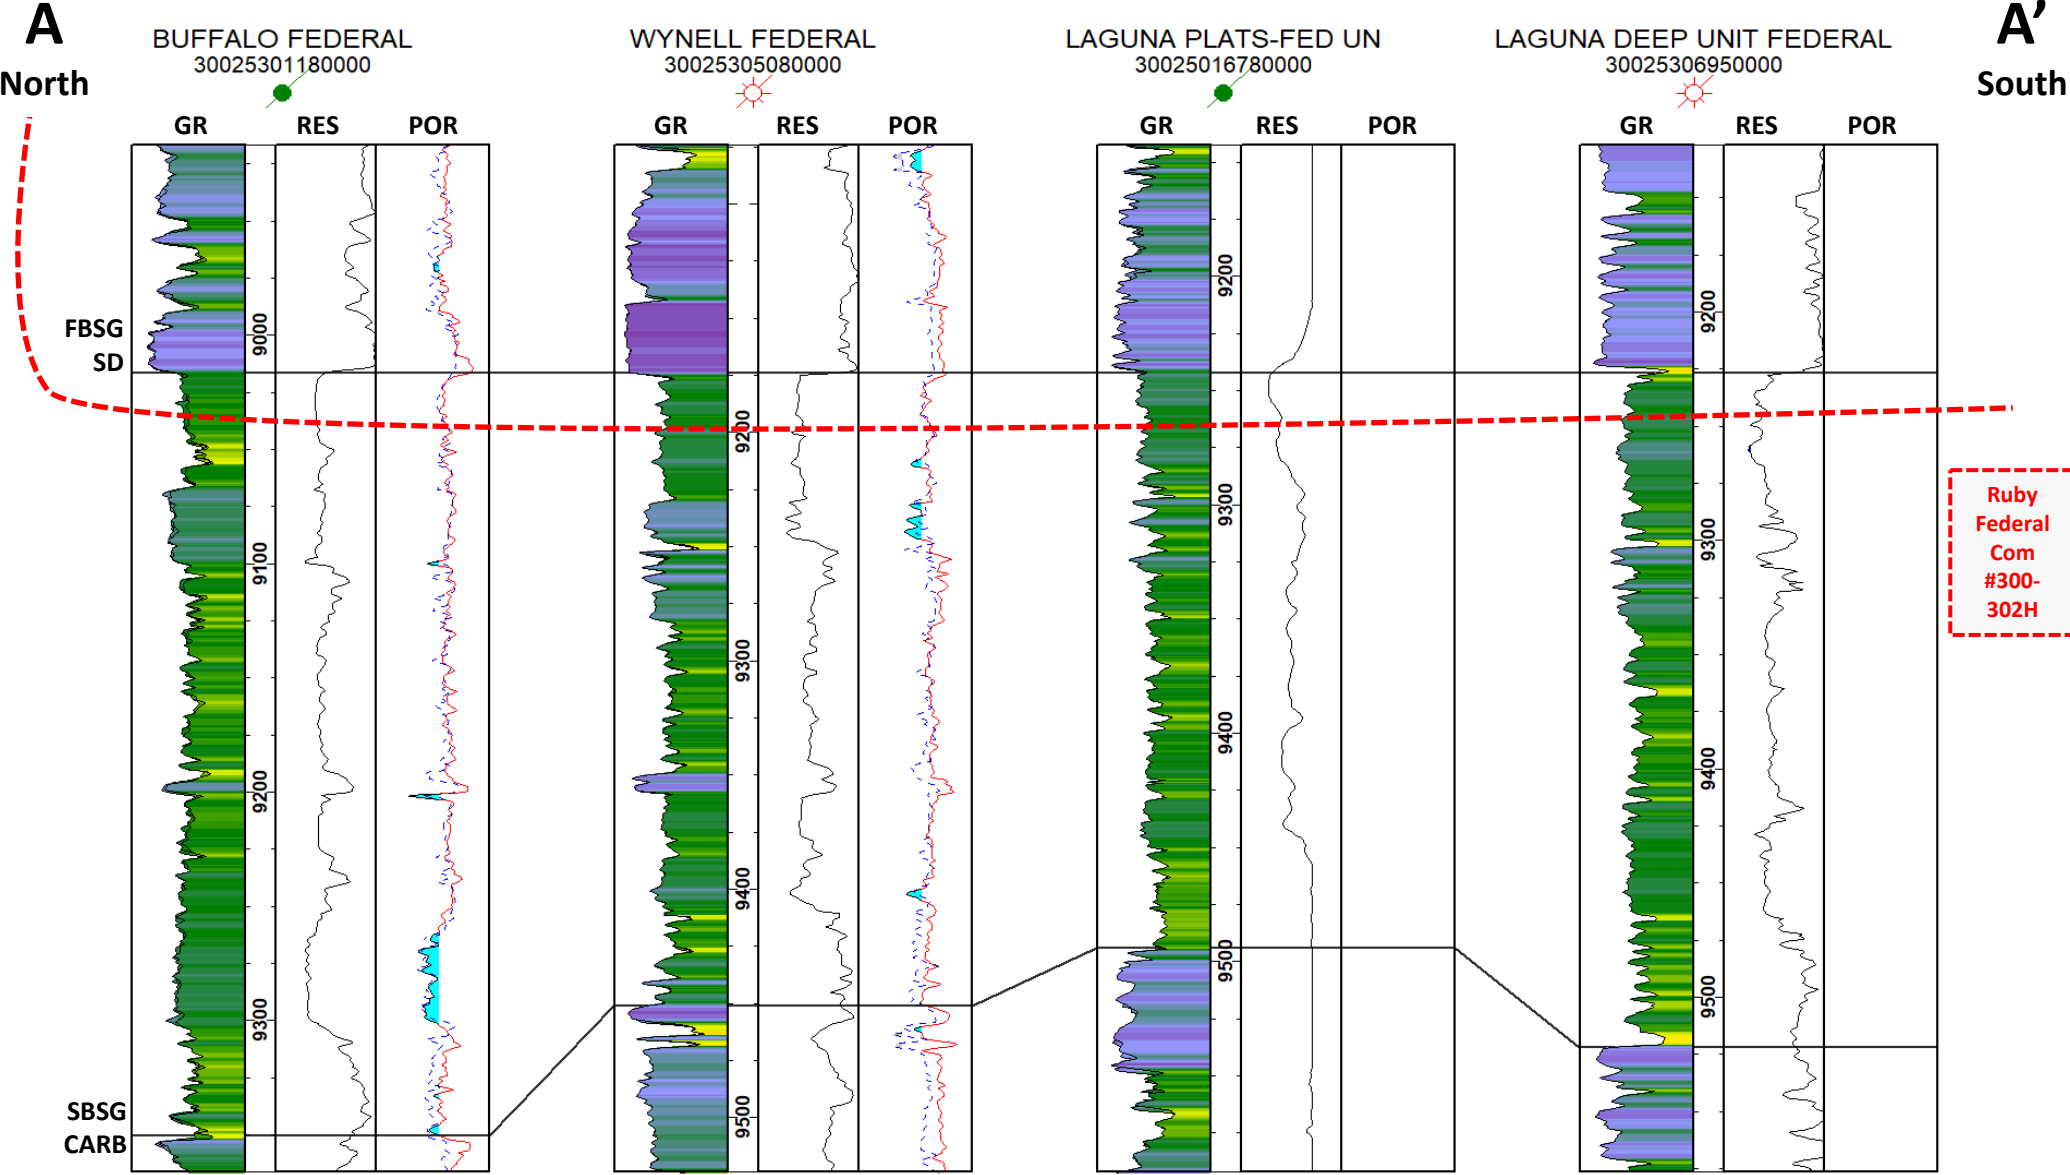 A
North
BUFFALO FEDERAL
30025301180000
WYNELL FEDERAL
30025305080000
LAGUNA PLATS-FED UN
30025016780000
LAGUNA DEEP UNIT FEDERAL
30025306950000
A’
South
GR RES POR
GR RES POR
GR RES POR
GR RES POR
FBSG
SD
9000
9100
9200
9300
SBSG
CARB
9200
9300
9400
9500
9200
9300
9400
9500
9200
9300
9400
9500
Ruby
Federal
Com
#300-
302H